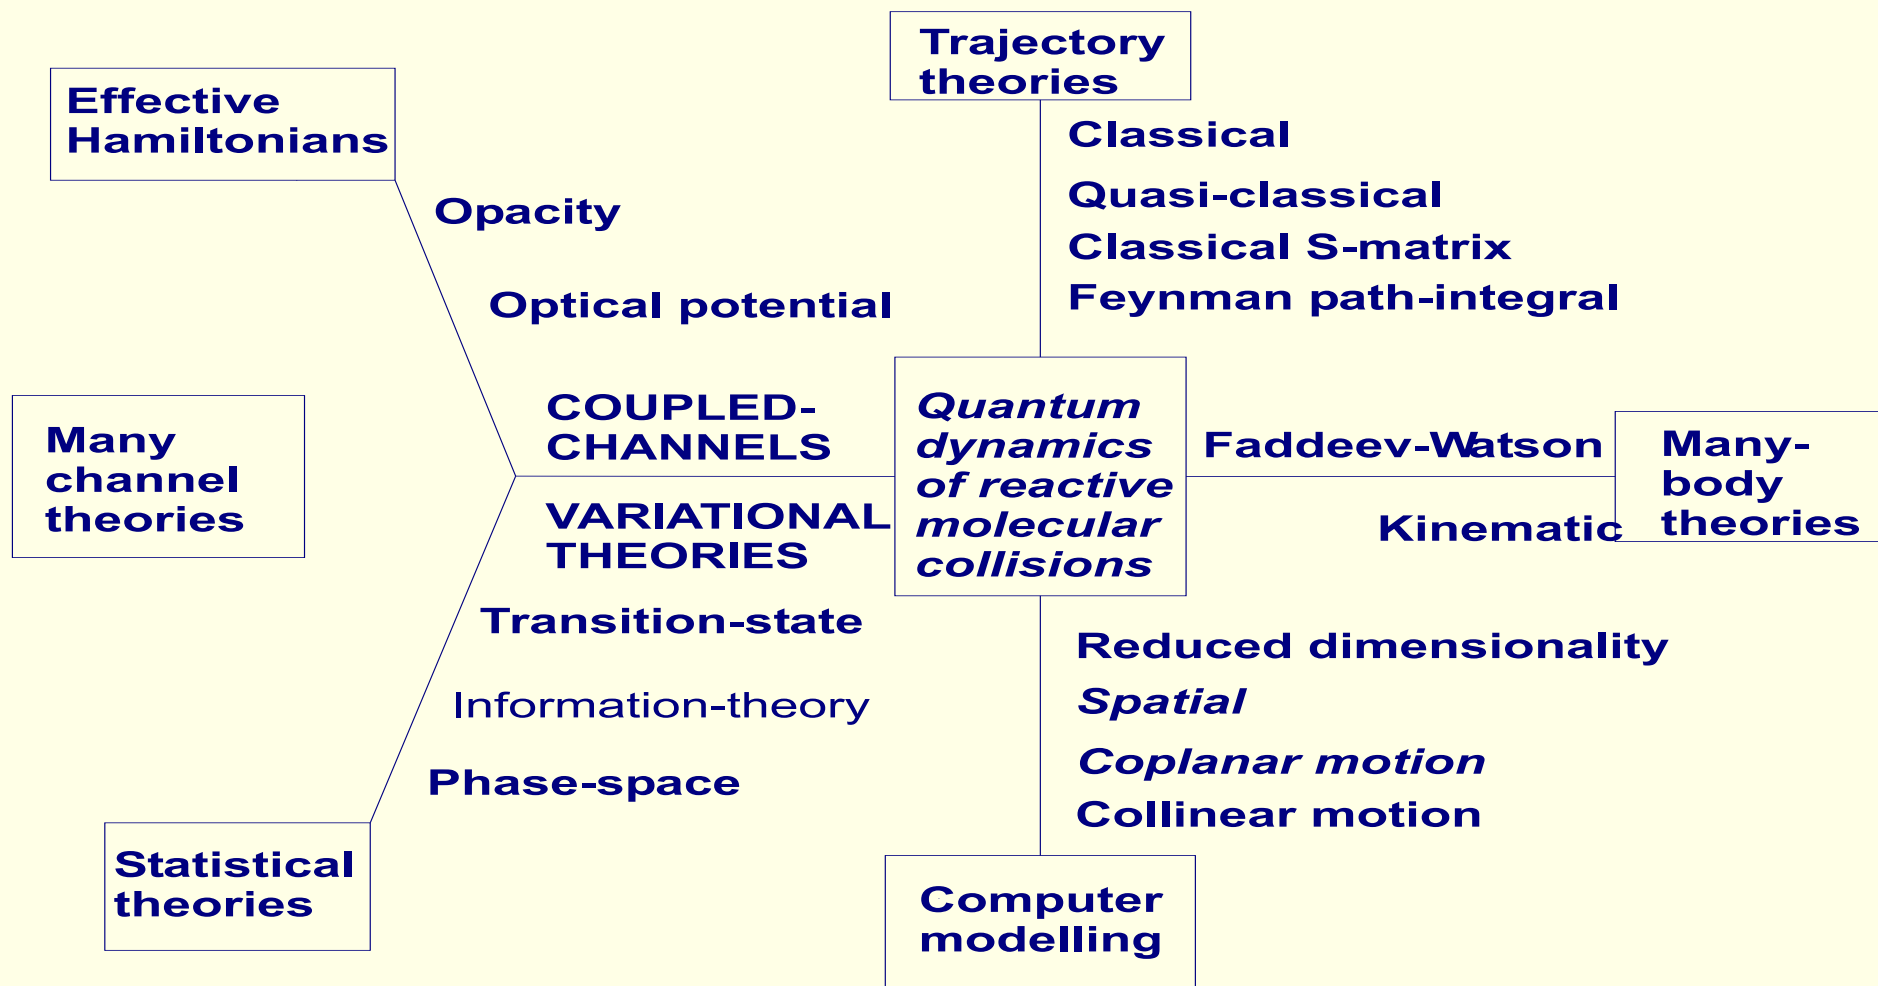 Trajectory
theories
Effective
Hamiltonians
Classical
Opacity
Quasi-classical
Classical S-matrix
Optical potential
Feynman path-integral
COUPLED-
CHANNELS
Many
channel
theories
Quantum
dynamics
of reactive
molecular
collisions
Faddeev-Watson
Kinematic
Many-
body
theories
VARIATIONAL
THEORIES
Transition-state
Information-theory
Phase-space
Reduced dimensionality
Spatial
Coplanar motion
Collinear motion
Statistical
theories
Computer
modelling